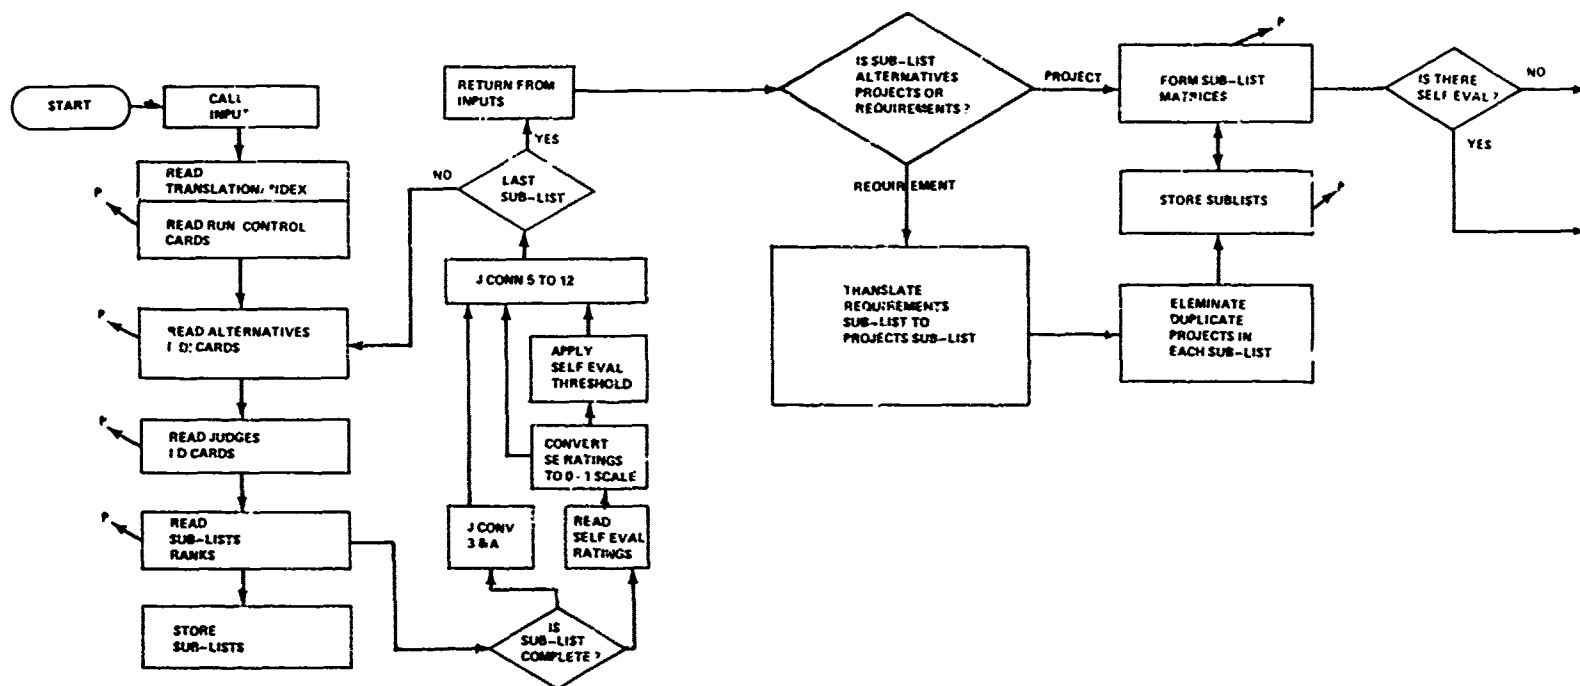 START
CALL
INPUT
READ
TRANSLATION/
READ RUN CONTROL
CARDS
P
READ ALTERNATIVES
I D CARDS
P
READ JUDGES
I D CARDS
P
READ
SUB-LISTS
RANKS
P
STORE
SUB-LISTS
IS
SUB-LIST
COMPLETE?
J CONV
3 & A
READ
SELF EVAL
RATINGS
CONVERT
SE RATINGS
TO 0 - 1 SCALE
APPLY
SELF EVAL
THRESHOLD
J CONN 5 TO 12
LAST
SUB-LIST
NO
YES
RETURN FROM
INPUTS
IS SUB-LIST
ALTERNATIVES
PROJECTS OR
REQUIREMENTS?
PROJECT
REQUIREMENT
TRANSLATE
REQUIREMENTS
SUB-LIST TO
PROJECTS SUB-LIST
ELEMINATE
DUPLICATE
PROJECTS IN
EACH SUB-LIST
STORE SUBLISTS
P
FORM SUB-LIST
MATRICES
P
IS THERE
SELF EVAL?
NO
YES